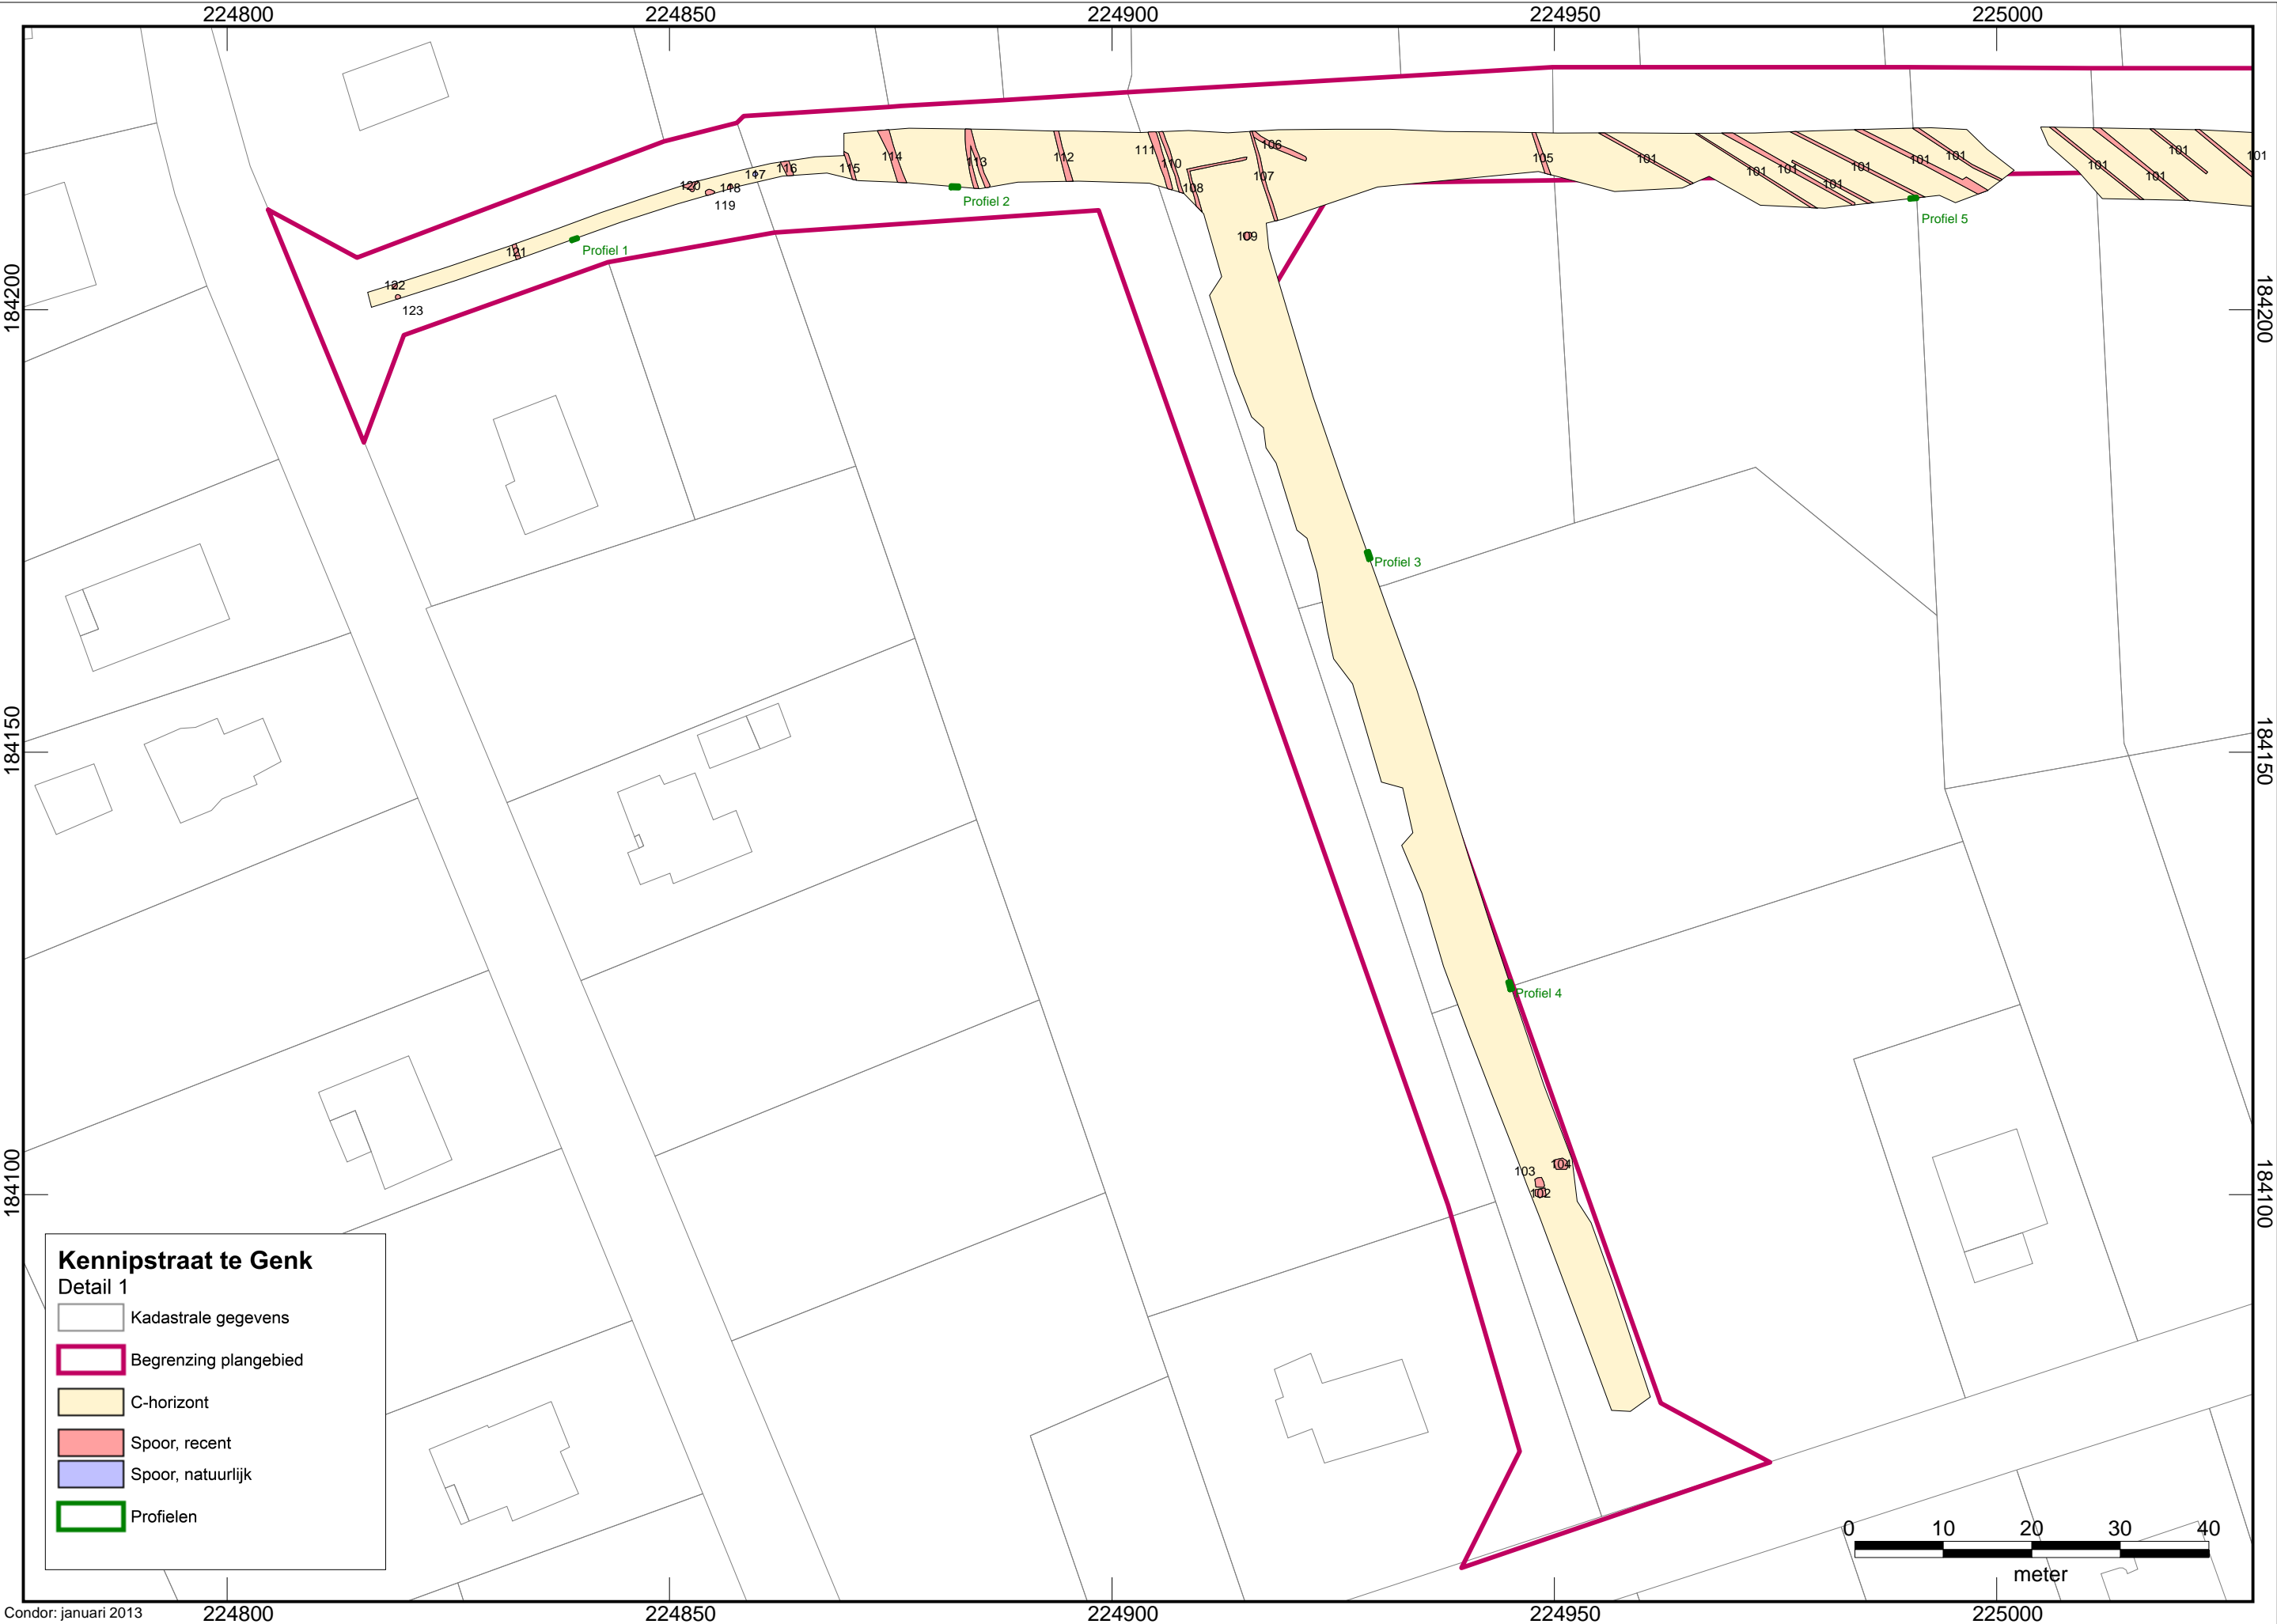 224800 224850 224900 224950 225000
114 113 112 111 110 106 105 101 101 101 101 101 101 101 101 101 101 101
120 119 118 117 116 115 108 107
Profiel 2
Profiel 5
109
121
Profiel 1
122
123
184200
184200
Profiel 3
184150
184150
Profiel 4
103
104
102
184100
184100
Kennipstraat te Genk
Detail 1
Kadastrale gegevens
Begrenzing plangebied
C-horizont
Spoor, recent
Spoor, natuurlijk
Profielen
0 10 20 30 40
meter
Condor: januari 2013
224800 224850 224900 224950 225000